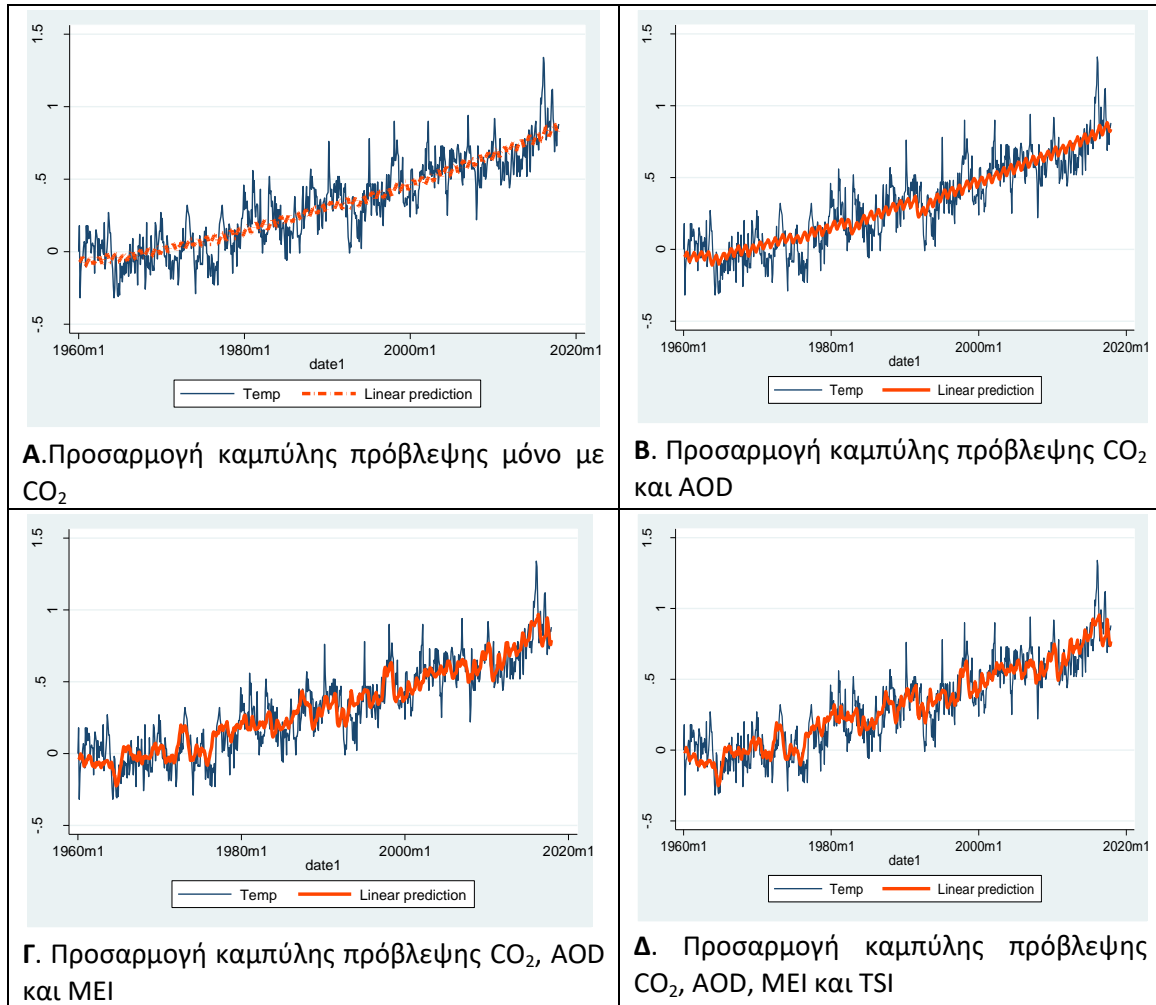 1.5
1
.5
0
-.5
1960m1 1980m1 2000m1 2020m1
date1
Temp Linear prediction
Α.Προσαρμογή καμπύλης πρόβλεψης μόνο με
CO2
1.5
1
.5
0
-.5
1960m1 1980m1 2000m1 2020m1
date1
Temp Linear prediction
Β. Προσαρμογή καμπύλης πρόβλεψης CO2
και AOD
1.5
1
.5
0
-.5
1960m1 1980m1 2000m1 2020m1
date1
Temp Linear prediction
Γ. Προσαρμογή καμπύλης πρόβλεψης CO2, AOD
και MEI
1.5
1
.5
0
-.5
1960m1 1980m1 2000m1 2020m1
date1
Temp Linear prediction
Δ. Προσαρμογή καμπύλης πρόβλεψης
CO2, AOD, MEI και TSI